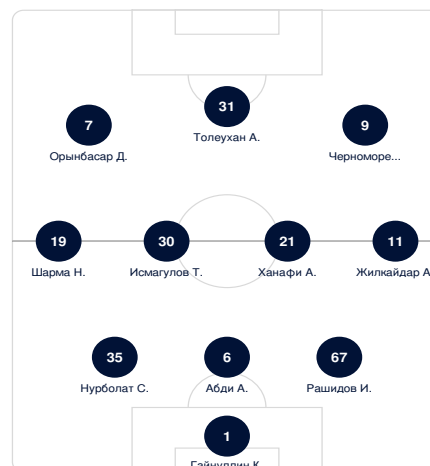 31
Толеухан А.
7
Орынбасар Д.
9
Черноморе...
19
Шарма Н.
30
Исмагулов Т.
21
Ханафи А.
11
Жилкайдар А
35
Нурболат С.
6
Абди А.
67
Рашидов И.
1
Гайнуллин К